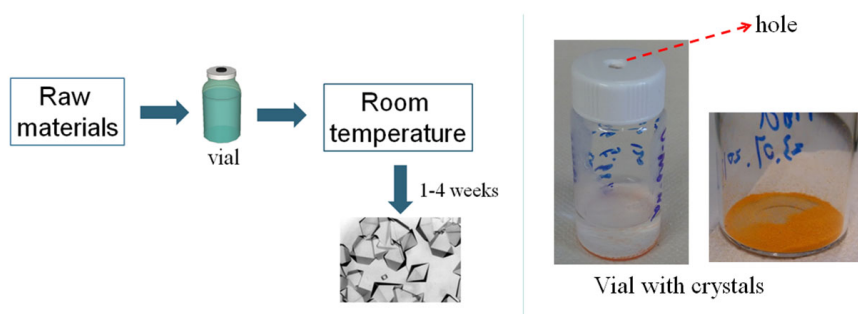 Raw
materials
vial
Room
temperature
1-4 weeks
hole
Vial with crystals